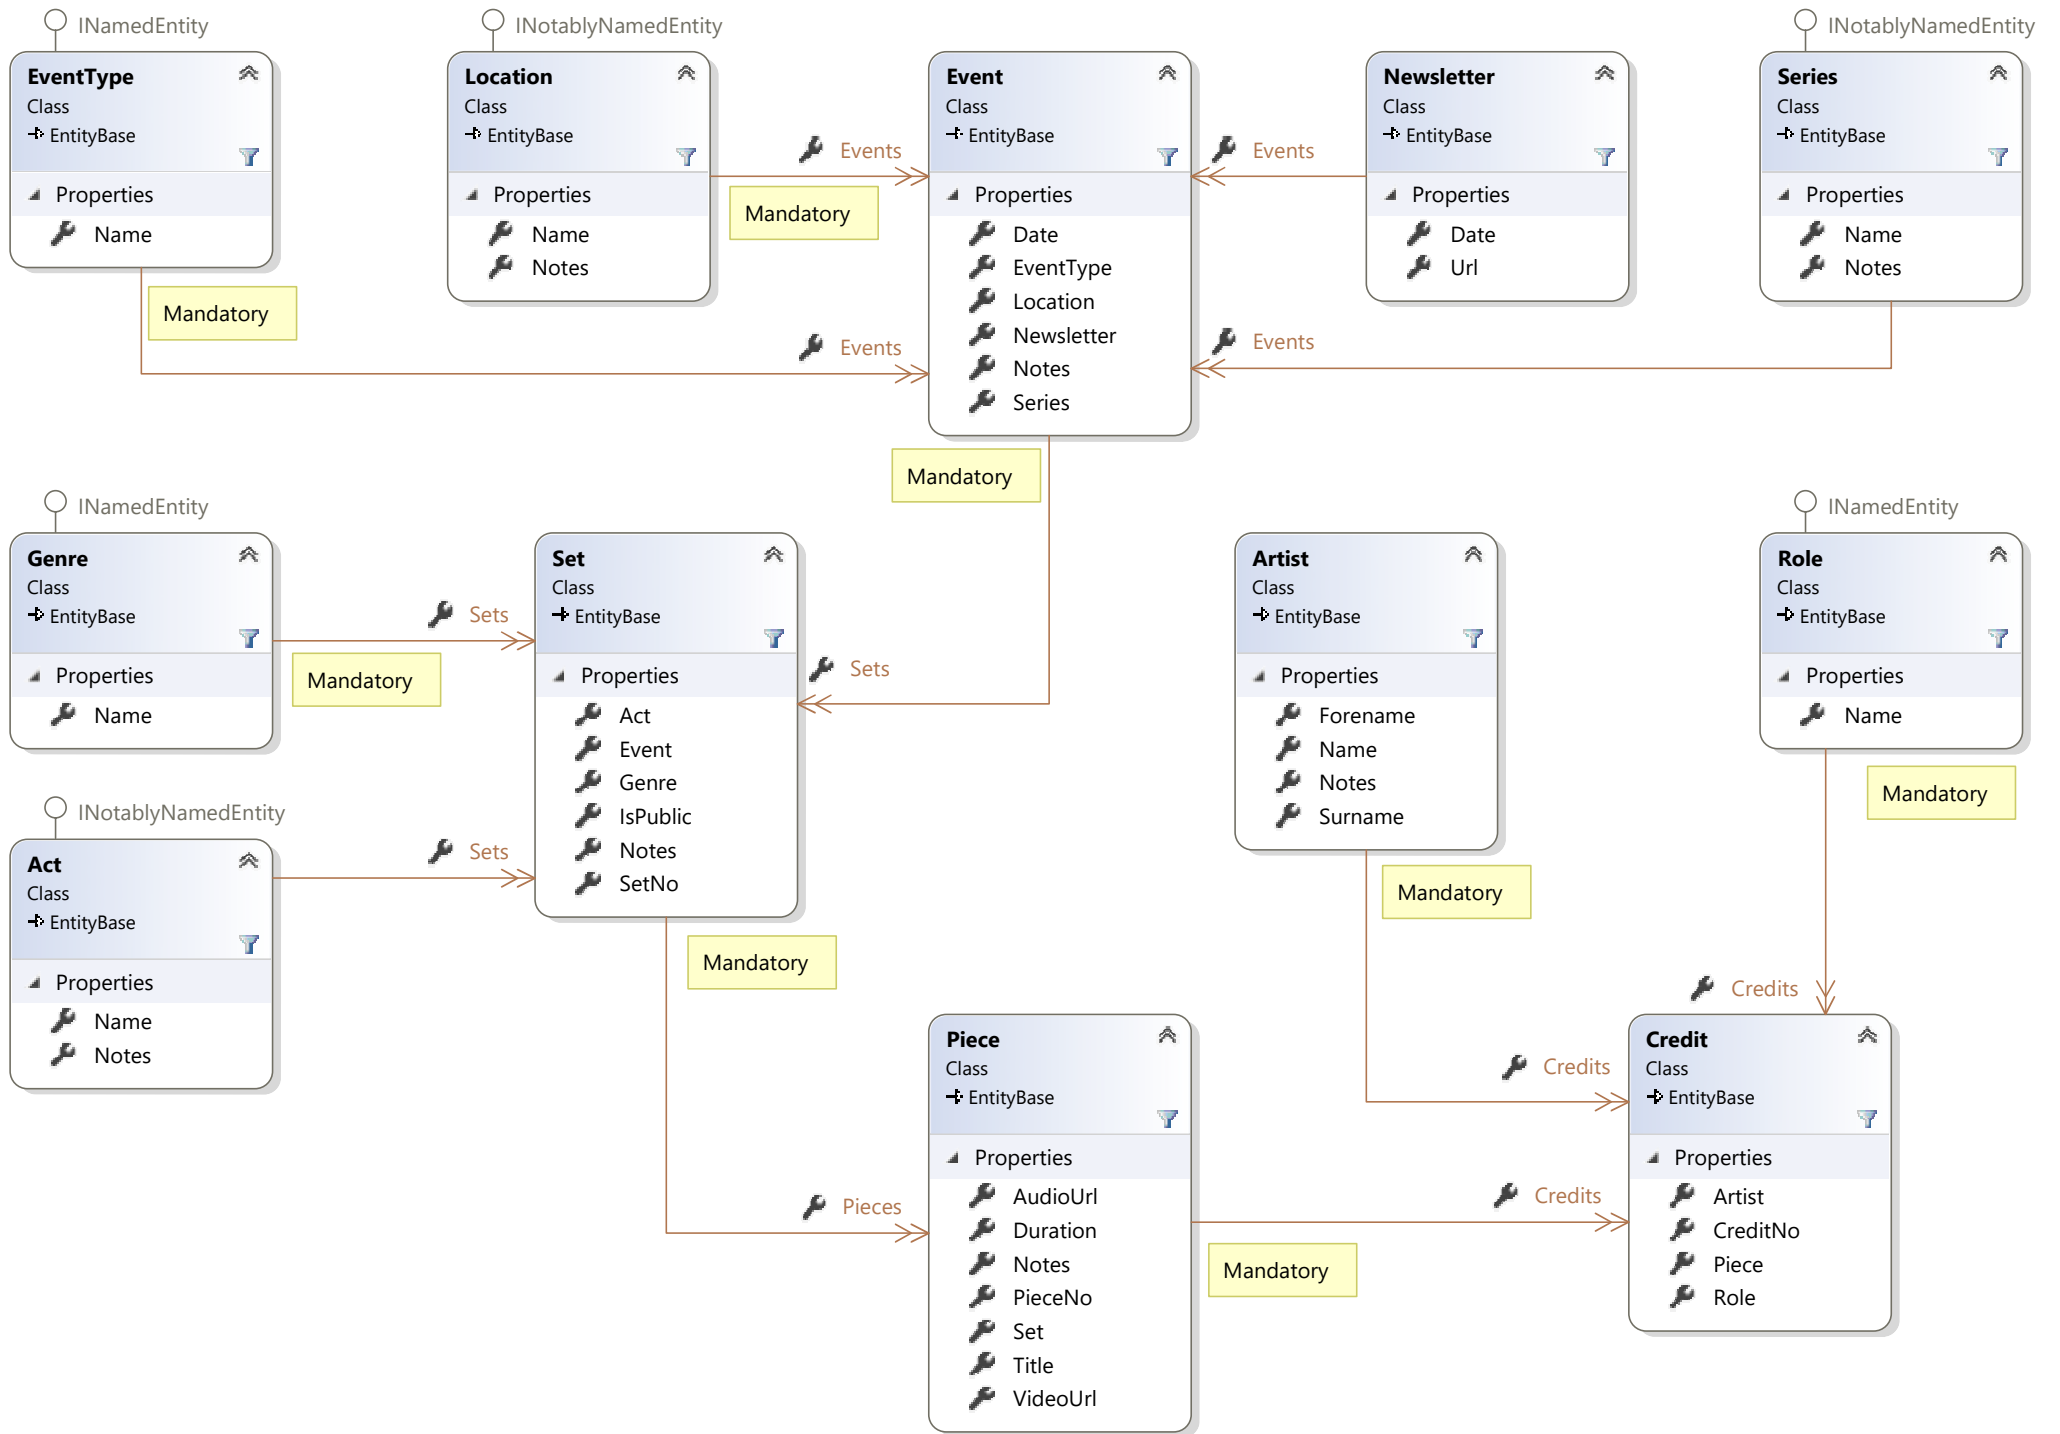 INamedEntity
EventType
Class
EntityBase
Properties
Name
Mandatory
INotablyNamedEntity
Location
Class
EntityBase
Properties
Name
Notes
Events
Mandatory
Events
Event
Class
EntityBase
Properties
Date
EventType
Location
Newsletter
Notes
Series
Mandatory
Events
Events
Newsletter
Class
EntityBase
Properties
Date
Url
INotablyNamedEntity
Series
Class
EntityBase
Properties
Name
Notes
INamedEntity
Genre
Class
EntityBase
Properties
Name
Sets
Mandatory
INotablyNamedEntity
Act
Class
EntityBase
Properties
Name
Notes
Sets
Set
Class
EntityBase
Properties
Act
Event
Genre
IsPublic
Notes
SetNo
Sets
Mandatory
Pieces
Artist
Class
EntityBase
Properties
Forename
Name
Notes
Surname
Mandatory
INamedEntity
Role
Class
EntityBase
Properties
Name
Mandatory
Credits
Credits
Piece
Class
EntityBase
Properties
AudioUrl
Duration
Notes
PieceNo
Set
Title
VideoUrl
Credits
Mandatory
Credit
Class
EntityBase
Properties
Artist
CreditNo
Piece
Role